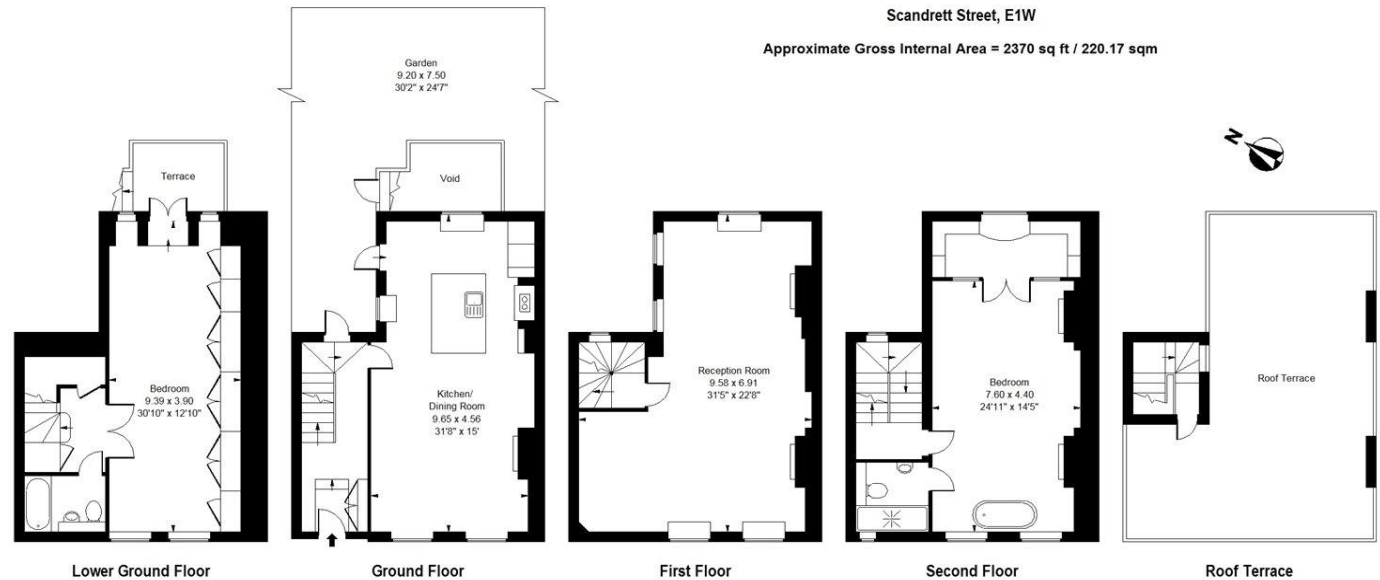 Scandrett Street, E1W
Approximate Gross Internal Area = 2370 sq ft / 220.17 sqm
N
Terrace
Bedroom
9.39 x 3.90
30'10" x 12'10"
Lower Ground Floor
Garden
9.20 x 7.50
30'2" x 24'7"
Void
Kitchen/
Dining Room
9.65 x 4.56
31'8" x 15'
Ground Floor
Reception Room
9.58 x 6.91
31'5" x 22'8"
First Floor
Bedroom
7.60 x 4.40
24'11" x 14'5"
Second Floor
Roof Terrace
Roof Terrace